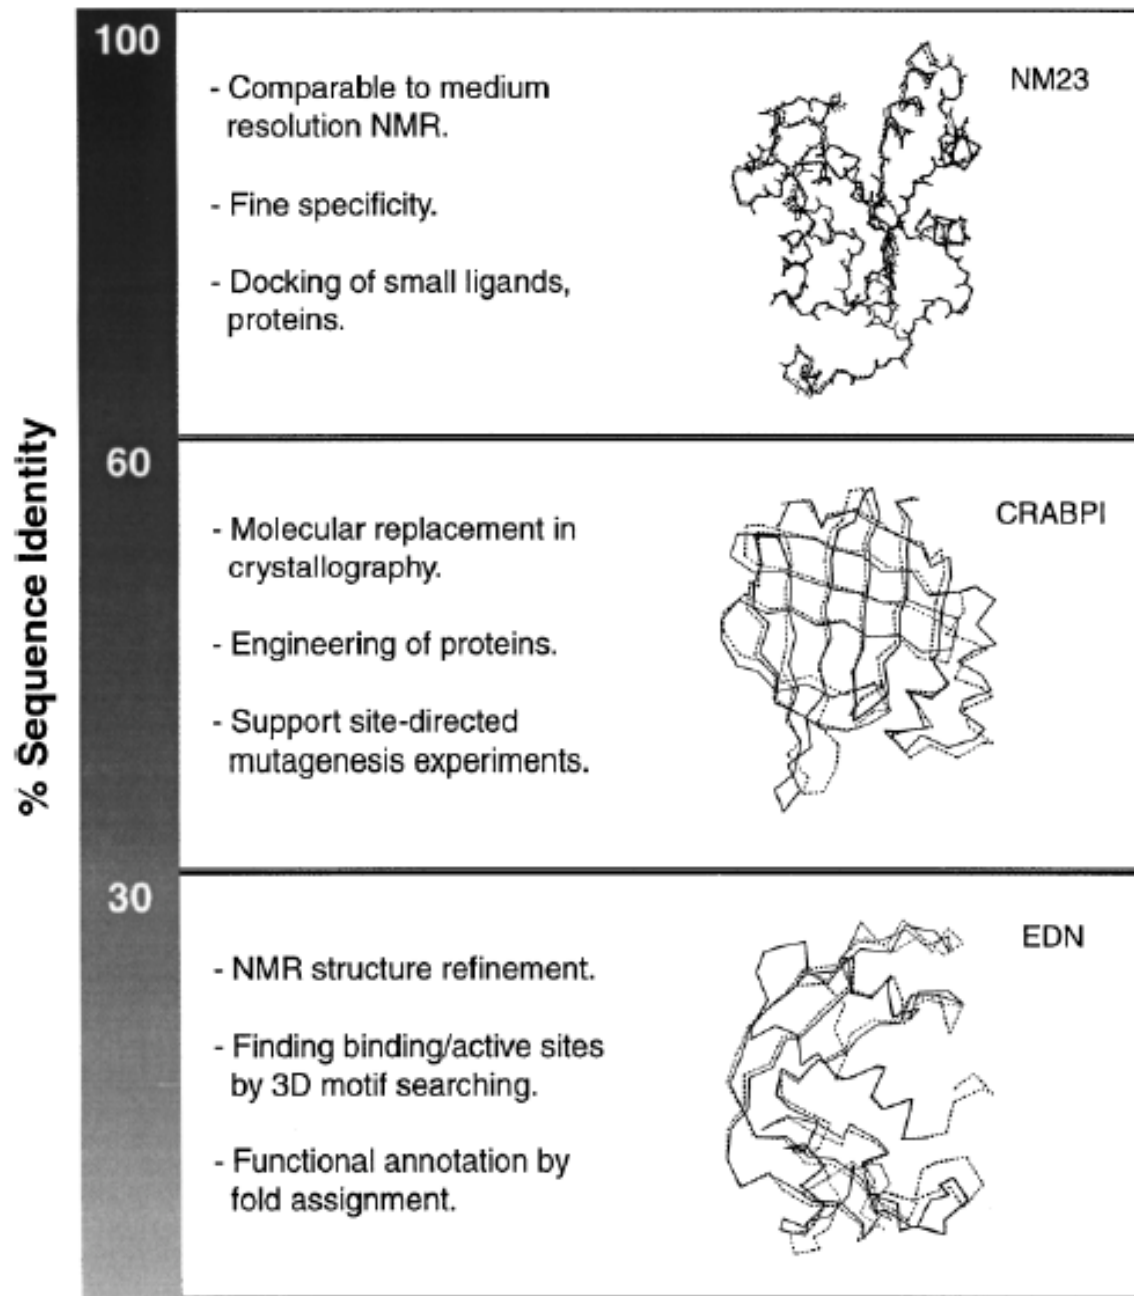 % Sequence Identity
100
- Comparable to medium
resolution NMR.
- Fine specificity.
- Docking of small ligands,
proteins.
NM23
60
- Molecular replacement in
crystallography.
- Engineering of proteins.
- Support site-directed
mutagenesis experiments.
CRABPI
30
- NMR structure refinement.
- Finding binding/active sites
by 3D motif searching.
- Functional annotation by
fold assignment.
EDN